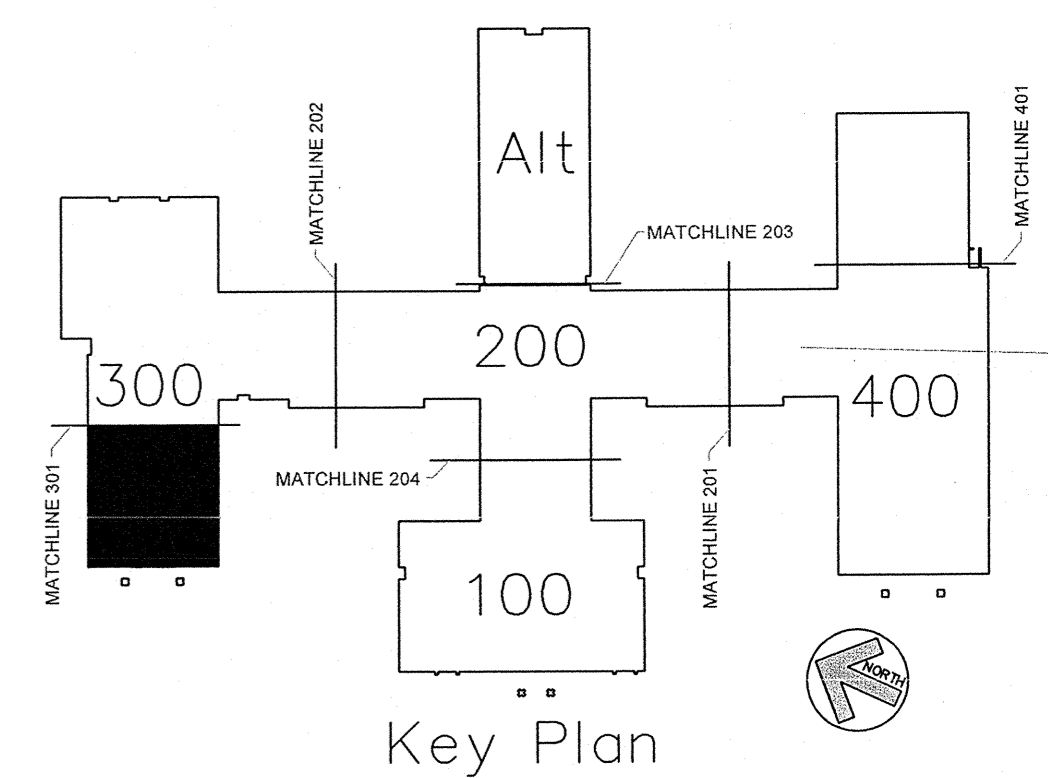 Alt
MATCHLINE 202
MATCHLINE 401
MATCHLINE 203
200
300
400
MATCHLINE 301
MATCHLINE 204
MATCHLINE 201
100
NORTH
Key Plan